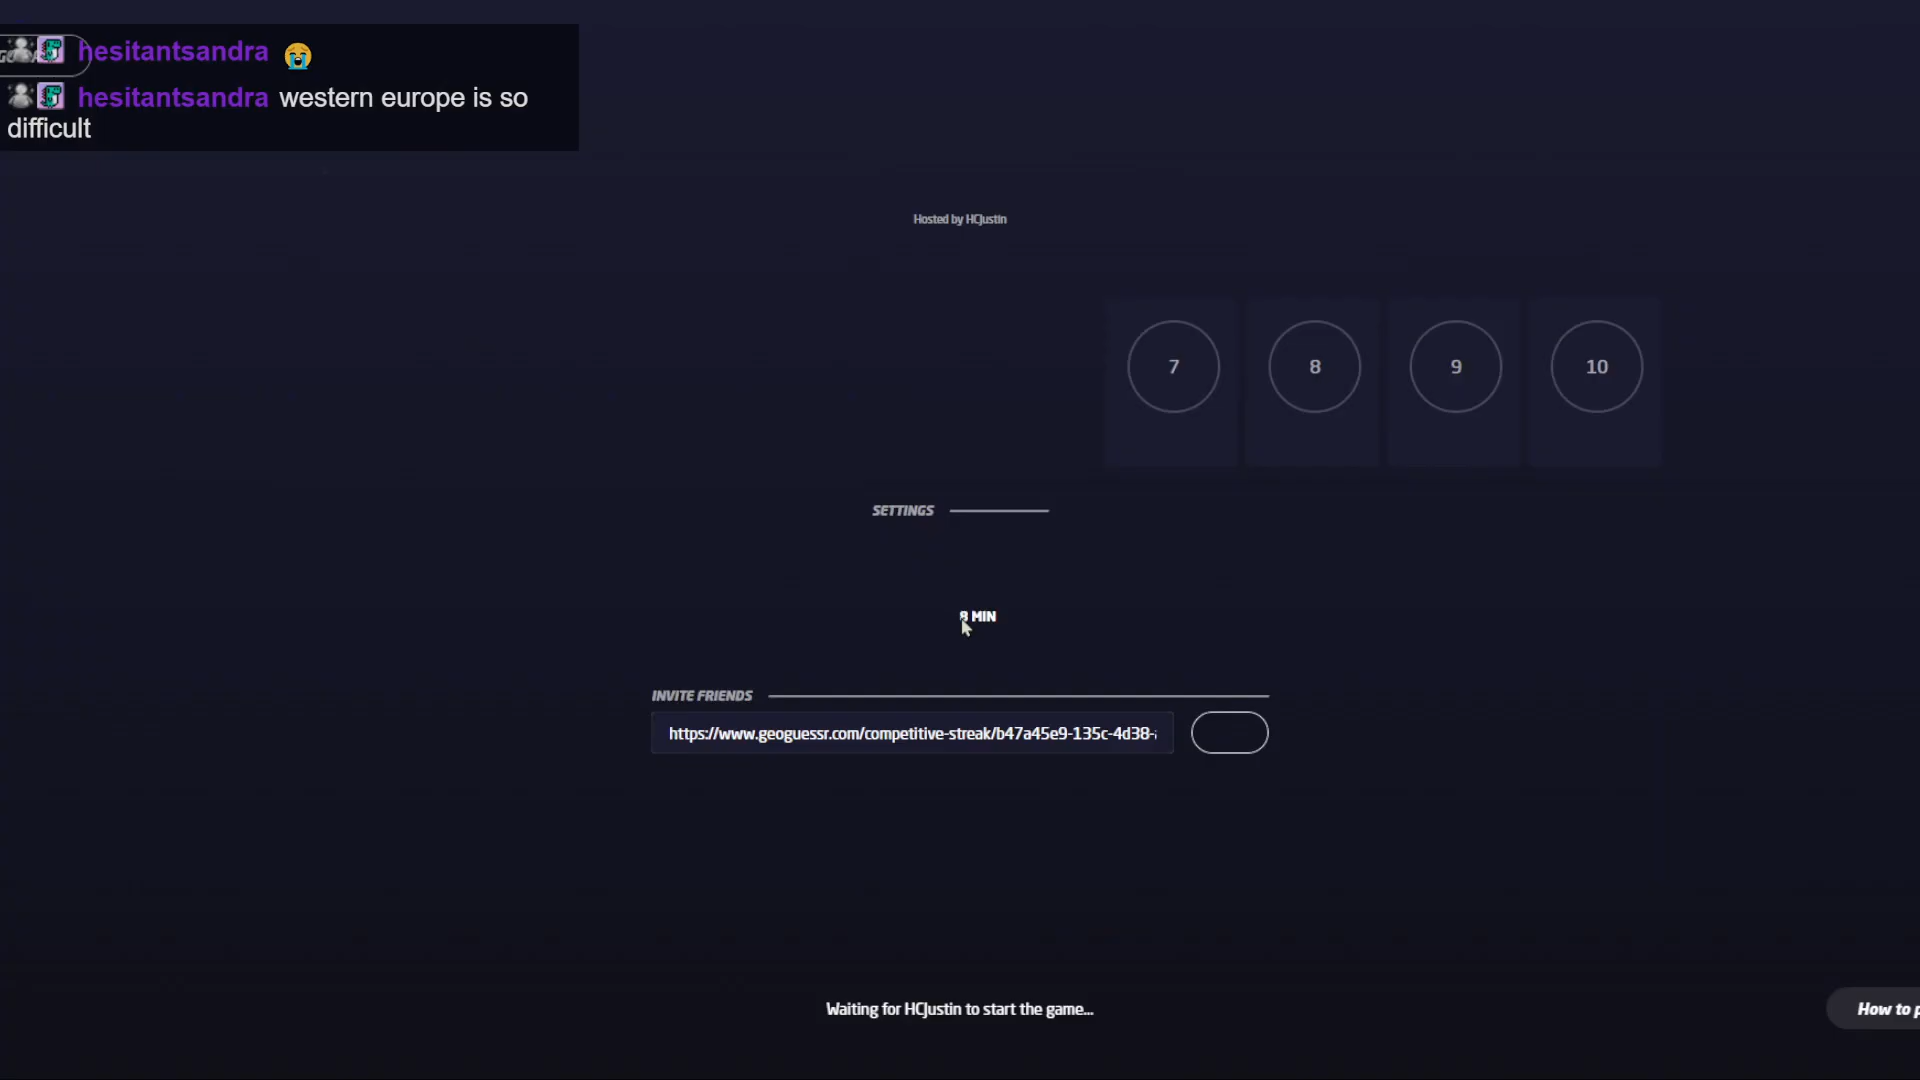 hesitantsandra 😭
hesitantsandra western europe is so
difficult
Hosted by HCJustin
7 8 9 10
SETTINGS
8 MIN
INVITE FRIENDS
https://www.geoguessr.com/competitive-streak/b47a45e9-135c-4d38-
Waiting for HCJustin to start the game...
How to p